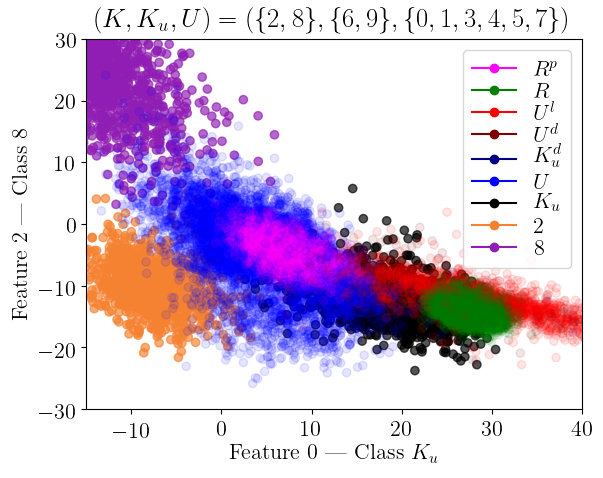 (K, K_u, U) = ({2, 8}, {6, 9}, {0, 1, 3, 4, 5, 7})
30
20
10
0
−10
−20
−30
−10
0
10
20
30
40
Feature 2 — Class 8
Feature 0 — Class K_u
R^p
R
U^l
U^d
K_u^d
U
K_u
2
8